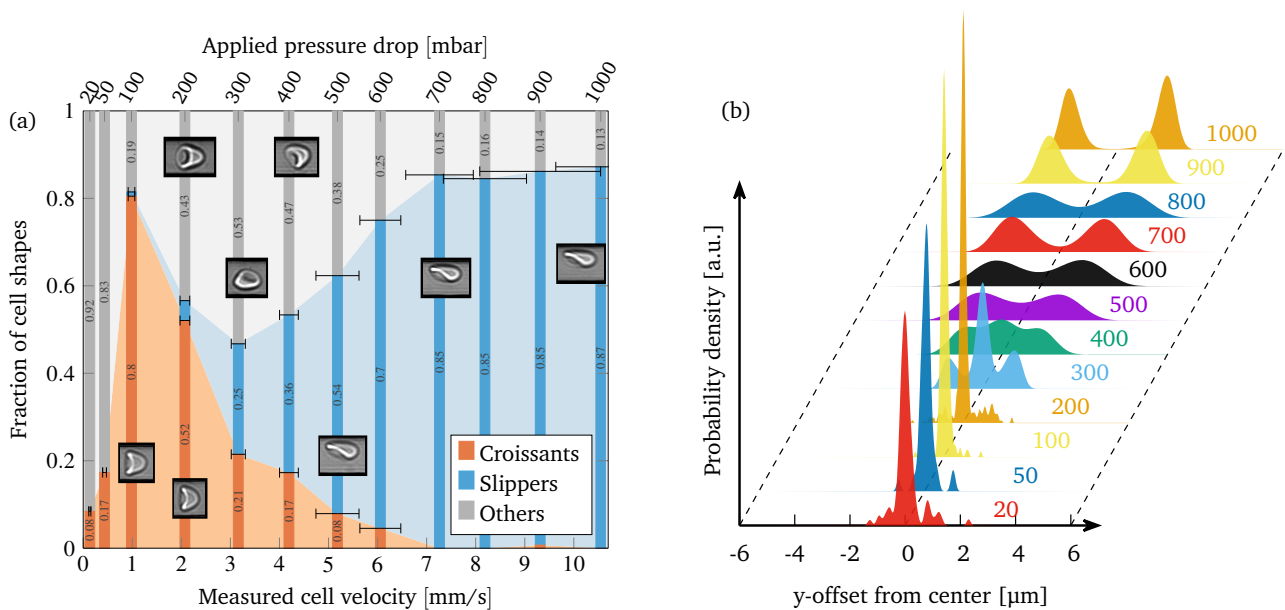 Applied pressure drop [mbar]
20 50 100 200 300 400 500 600 700 800 900 1000
(a)
Fraction of cell shapes
1
0.8
0.6
0.4
0.2
0
0.92 0.83 0.19 0.43 0.53 0.47 0.38 0.25 0.15 0.16 0.14 0.13
0.25 0.36 0.54 0.7 0.85 0.85 0.85 0.87
0.08 0.17 0.8 0.52 0.21 0.17 0.08
Croissants
Slippers
Others
0 1 2 3 4 5 6 7 8 9 10
Measured cell velocity [mm/s]
(b)
Probability density [a.u.]
1000
900
800
700
600
500
400
300
200
100
50
20
-6 -4 -2 0 2 4 6
y-offset from center [µm]